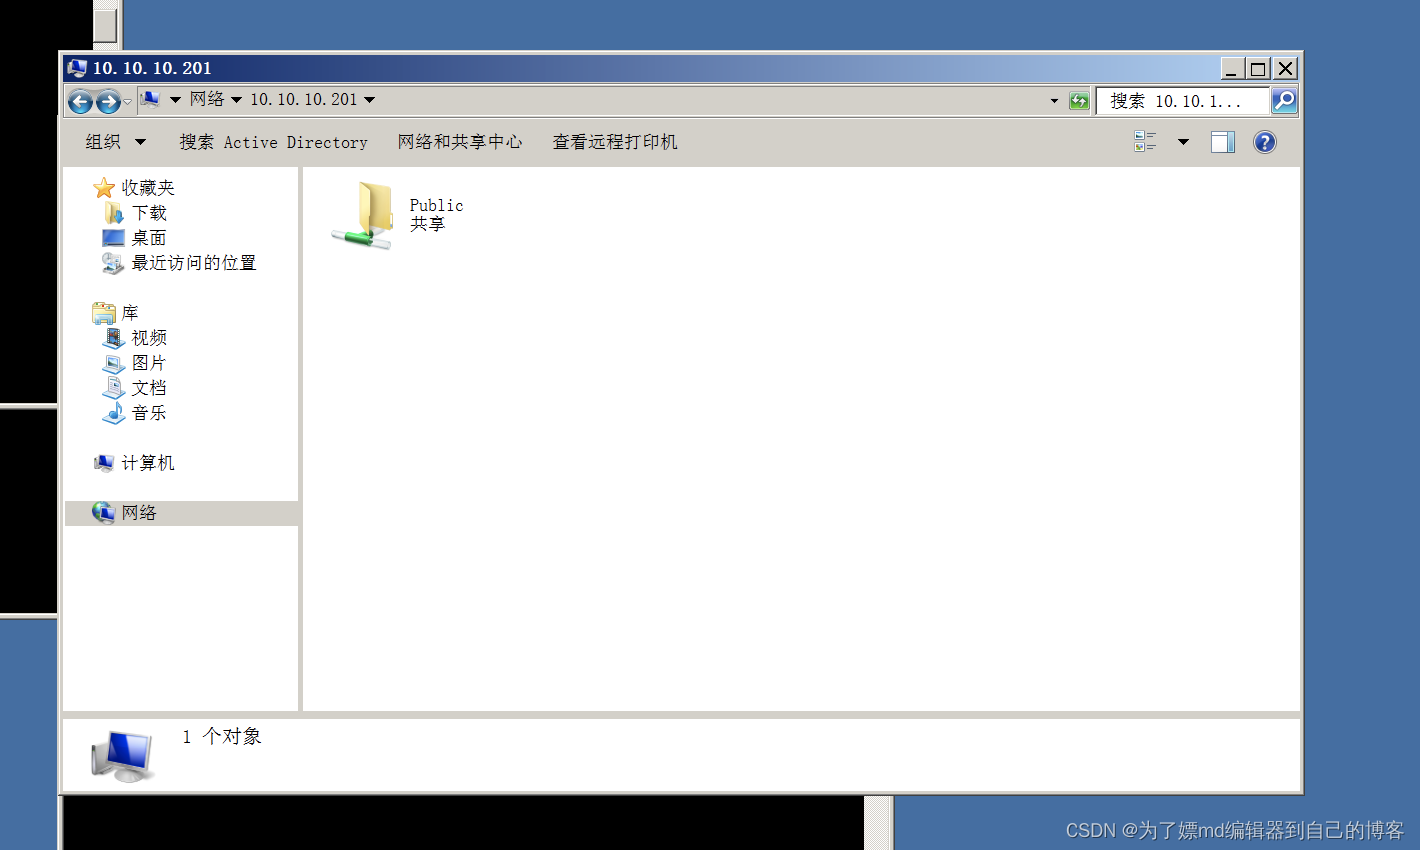 10.10.10.201
网络 10.10.10.201 搜索 10.10.1...
组织 搜索 Active Directory 网络和共享中心 查看远程打印机
收藏夹
下载
桌面
最近访问的位置
库
视频
图片
文档
音乐
计算机
网络
Public
共享
1 个对象
CSDN @为了嫖md编辑器到自己的博客